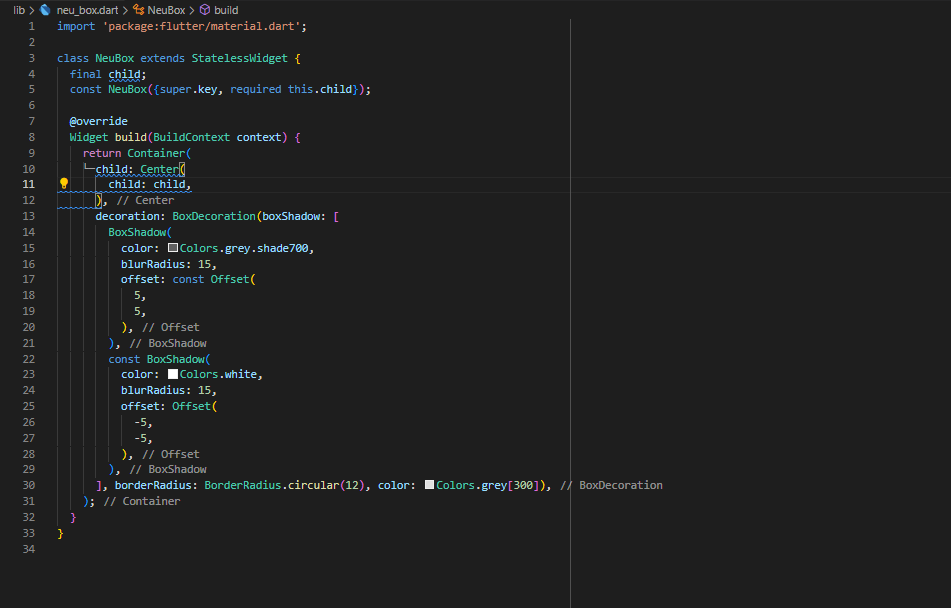 lib > neu_box.dart > NeuBox > build
1 import 'package:flutter/material.dart';
2
3 class NeuBox extends StatelessWidget {
4 final child;
5 const NeuBox({super.key, required this.child});
6
7 @override
8 Widget build(BuildContext context) {
9 return Container(
10 child: Center(
11 child: child,
12 ), // Center
13 decoration: BoxDecoration(boxShadow: [
14 BoxShadow(
15 color: Colors.grey.shade700,
16 blurRadius: 15,
17 offset: const Offset(
18 5,
19 5,
20 ), // Offset
21 ), // BoxShadow
22 const BoxShadow(
23 color: Colors.white,
24 blurRadius: 15,
25 offset: Offset(
26 -5,
27 -5,
28 ), // Offset
29 ), // BoxShadow
30 ], borderRadius: BorderRadius.circular(12), color: Colors.grey[300]), // BoxDecoration
31 ); // Container
32 }
33 }
34